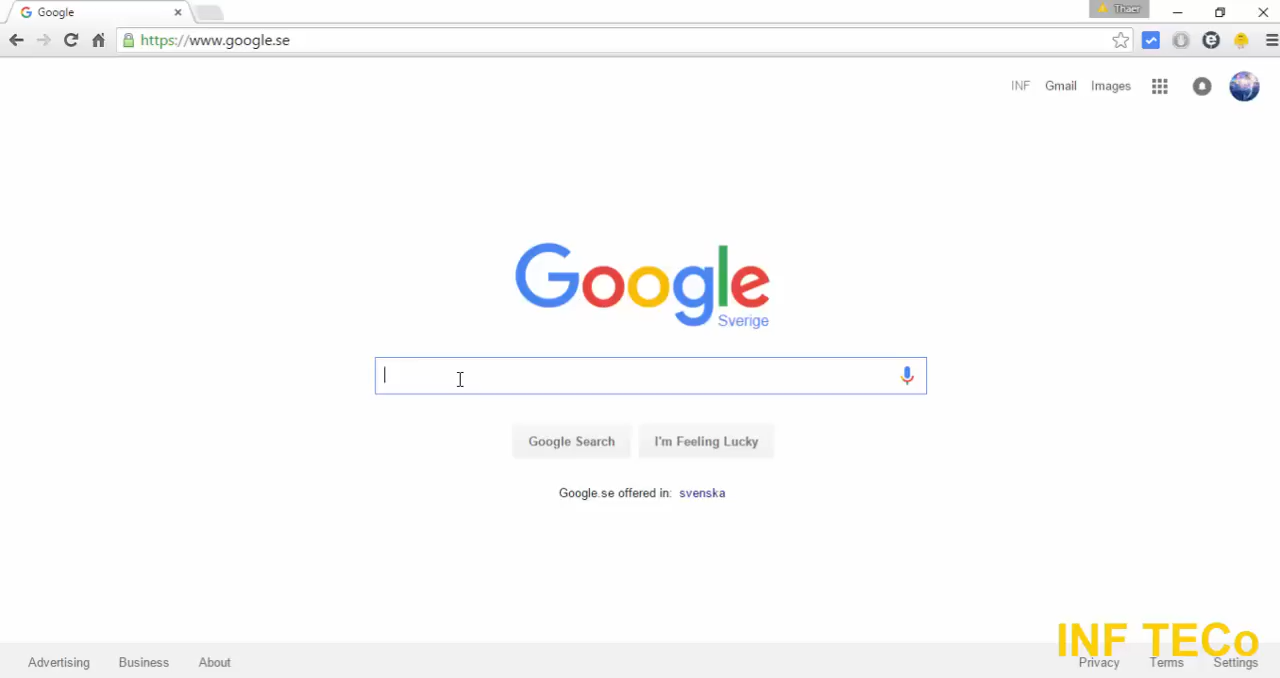 Google
Thaer
https://www.google.se
INF Gmail Images
Google
Sverige
Google Search I'm Feeling Lucky
Google.se offered in: svenska
INF TECo
Advertising Business About Privacy Terms Settings